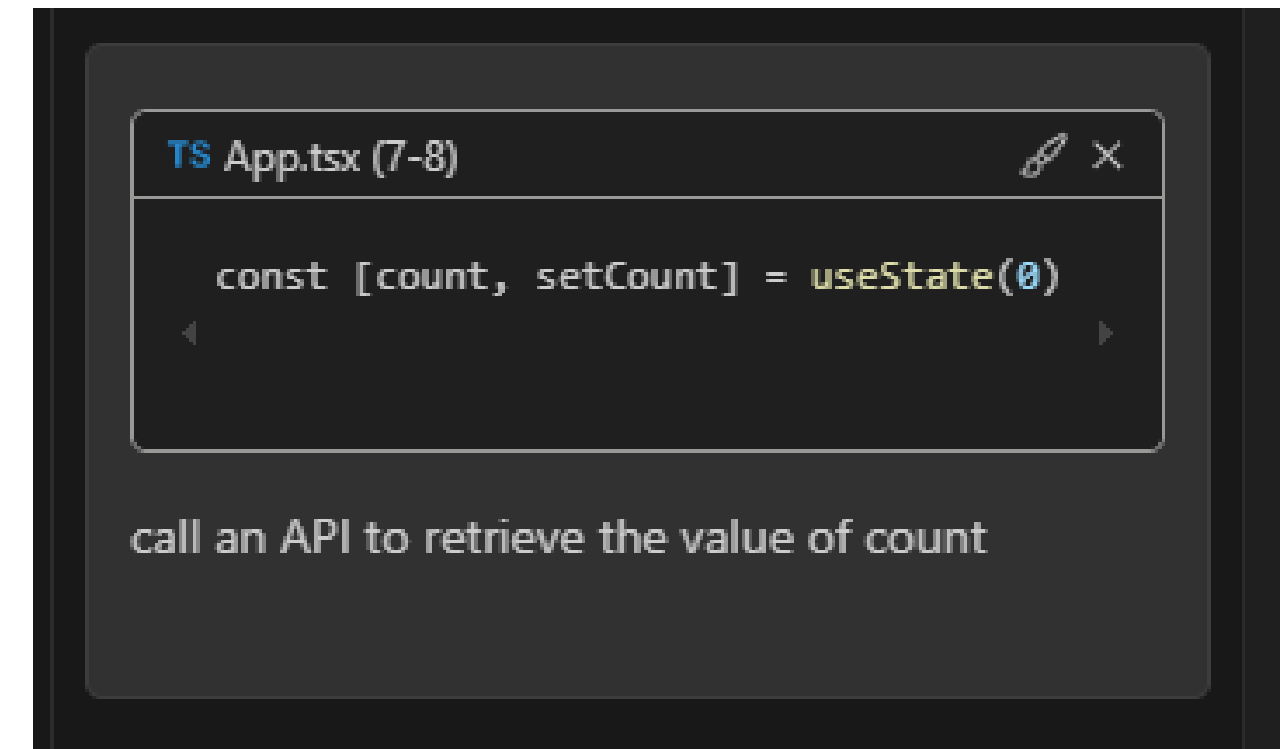 TS App.tsx (7-8)
const [count, setCount] = useState(0)
call an API to retrieve the value of count